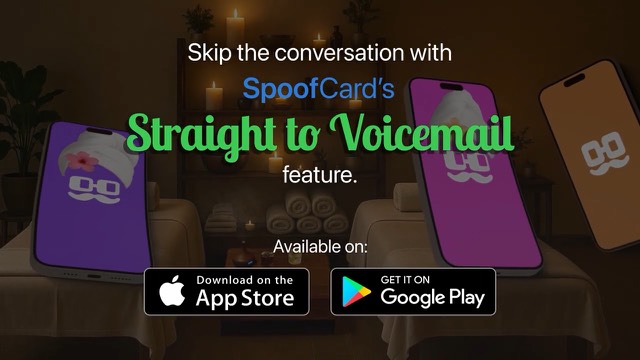 Skip the conversation with
SpoofCard's
Straight to Voicemail
feature.
Available on:
Download on the
App Store
GET IT ON
Google Play